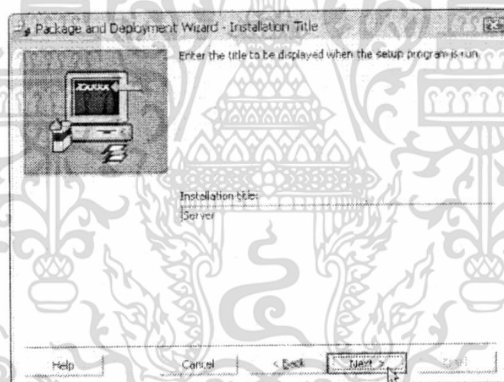 Package and Deployment Wizard - Installation Title
Enter the title to be displayed when the setup program is run.
Installation title:
Server
Help
Cancel
< Back
Next >